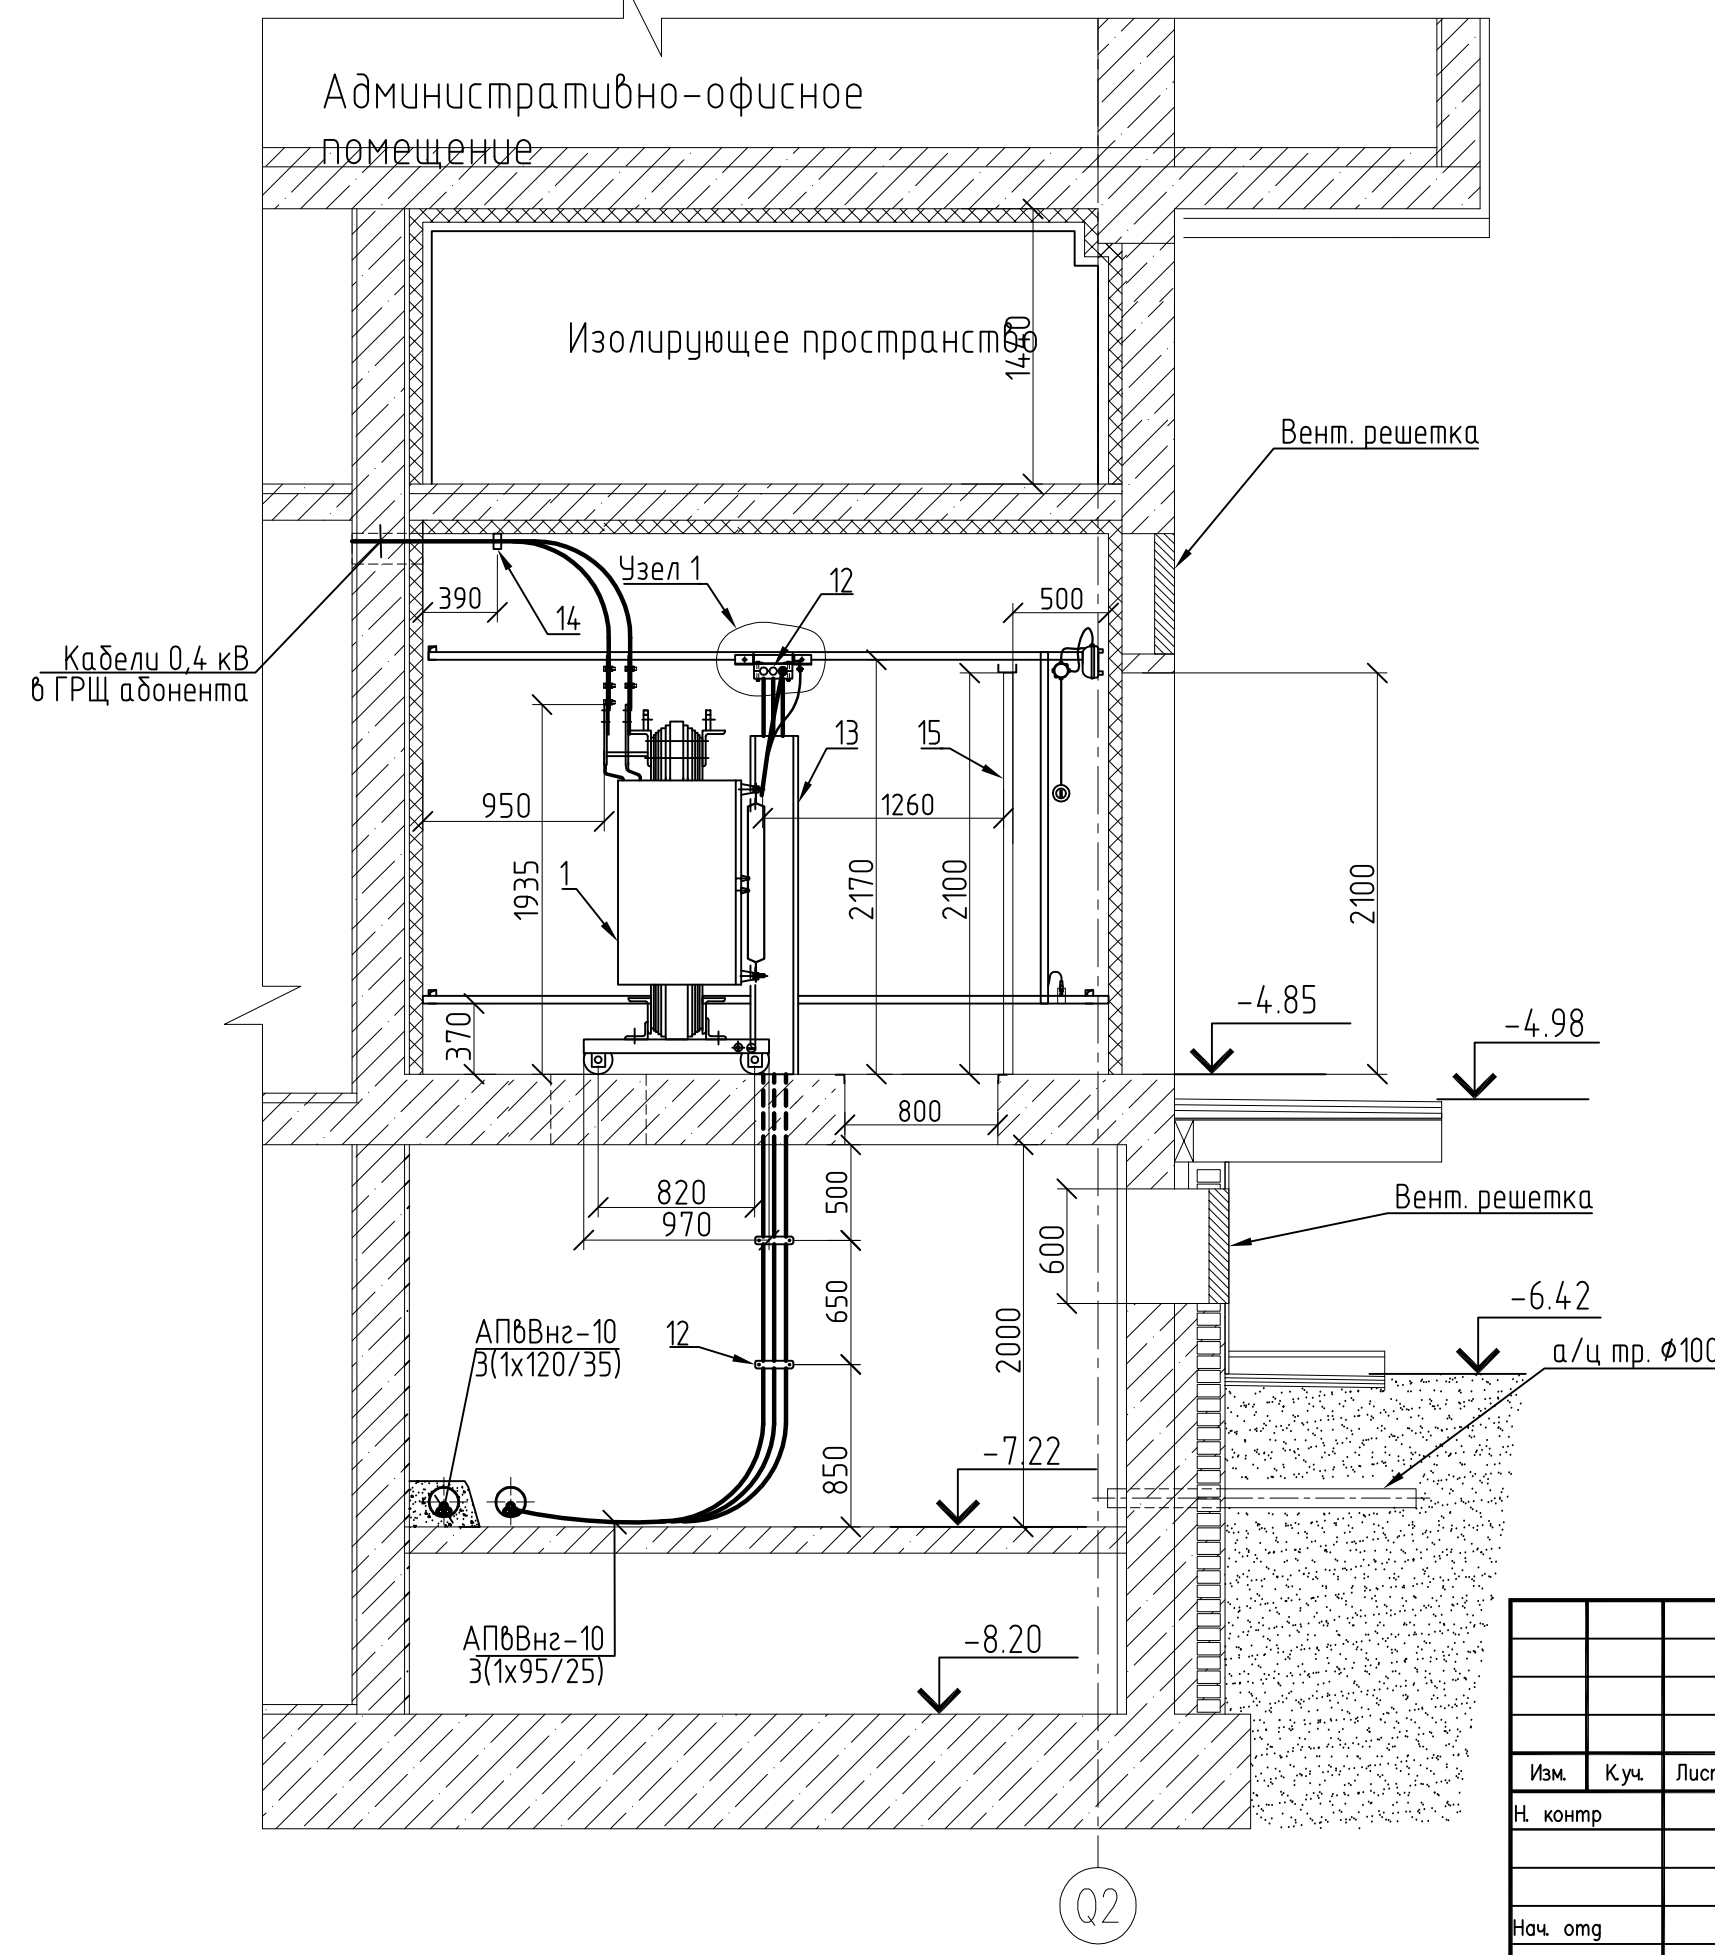 Административно-офисное
помещение
Изолирующее пространство
1440
Вент. решетка
Узел 1
12
390
14
500
Кабели 0,4 кВ
в ГРЩ абонента
13
15
950
1260
1935
1
2170
2100
2100
370
-4.85
-4.98
800
820
970
500
Вент. решетка
600
650
-6.42
АПвВнг-10
3(1х120/35)
12
2000
а/ц тр. Ø100
850
-7.22
АПвВнг-10
3(1х95/25)
-8.20
Изм.
К.уч.
Лист
Н. контр
Q2
Нач. отд